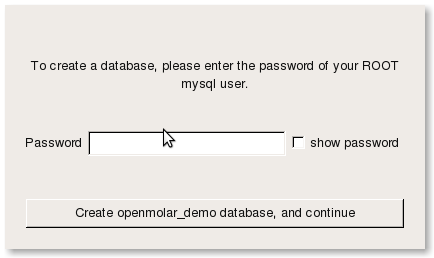 To create a database, please enter the password of your ROOT
mysql user.
Password
show password
Create openmolar_demo database, and continue